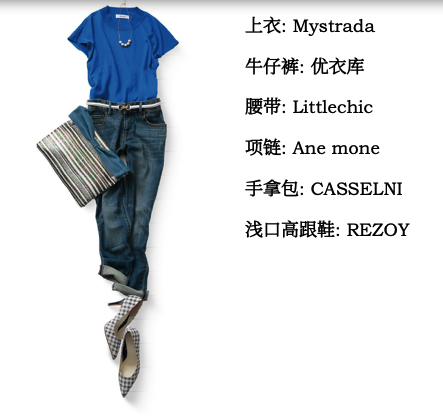 上衣: Mystrada
牛仔裤: 优衣库
腰带: Littlechic
项链: Ane mone
手拿包: CASSELNI
浅口高跟鞋: REZOY